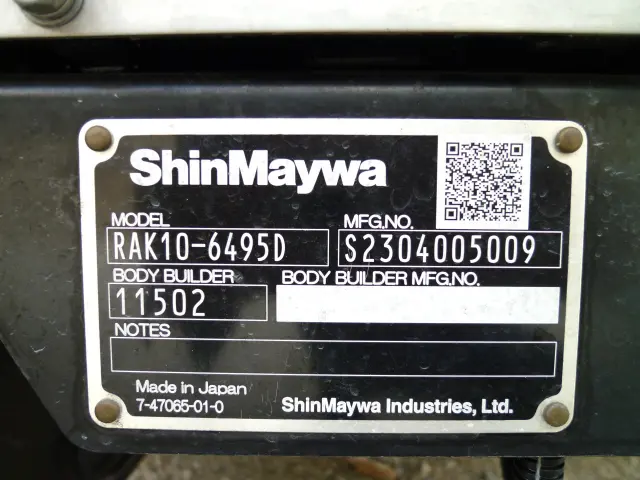 ShinMaywa
MODEL MFG.NO.
RAK10-6495D S2304005009
BODY BUILDER BODY BUILDER MFG.NO.
11502
NOTES
Made in Japan
7-47065-01-0 ShinMaywa Industries, Ltd.